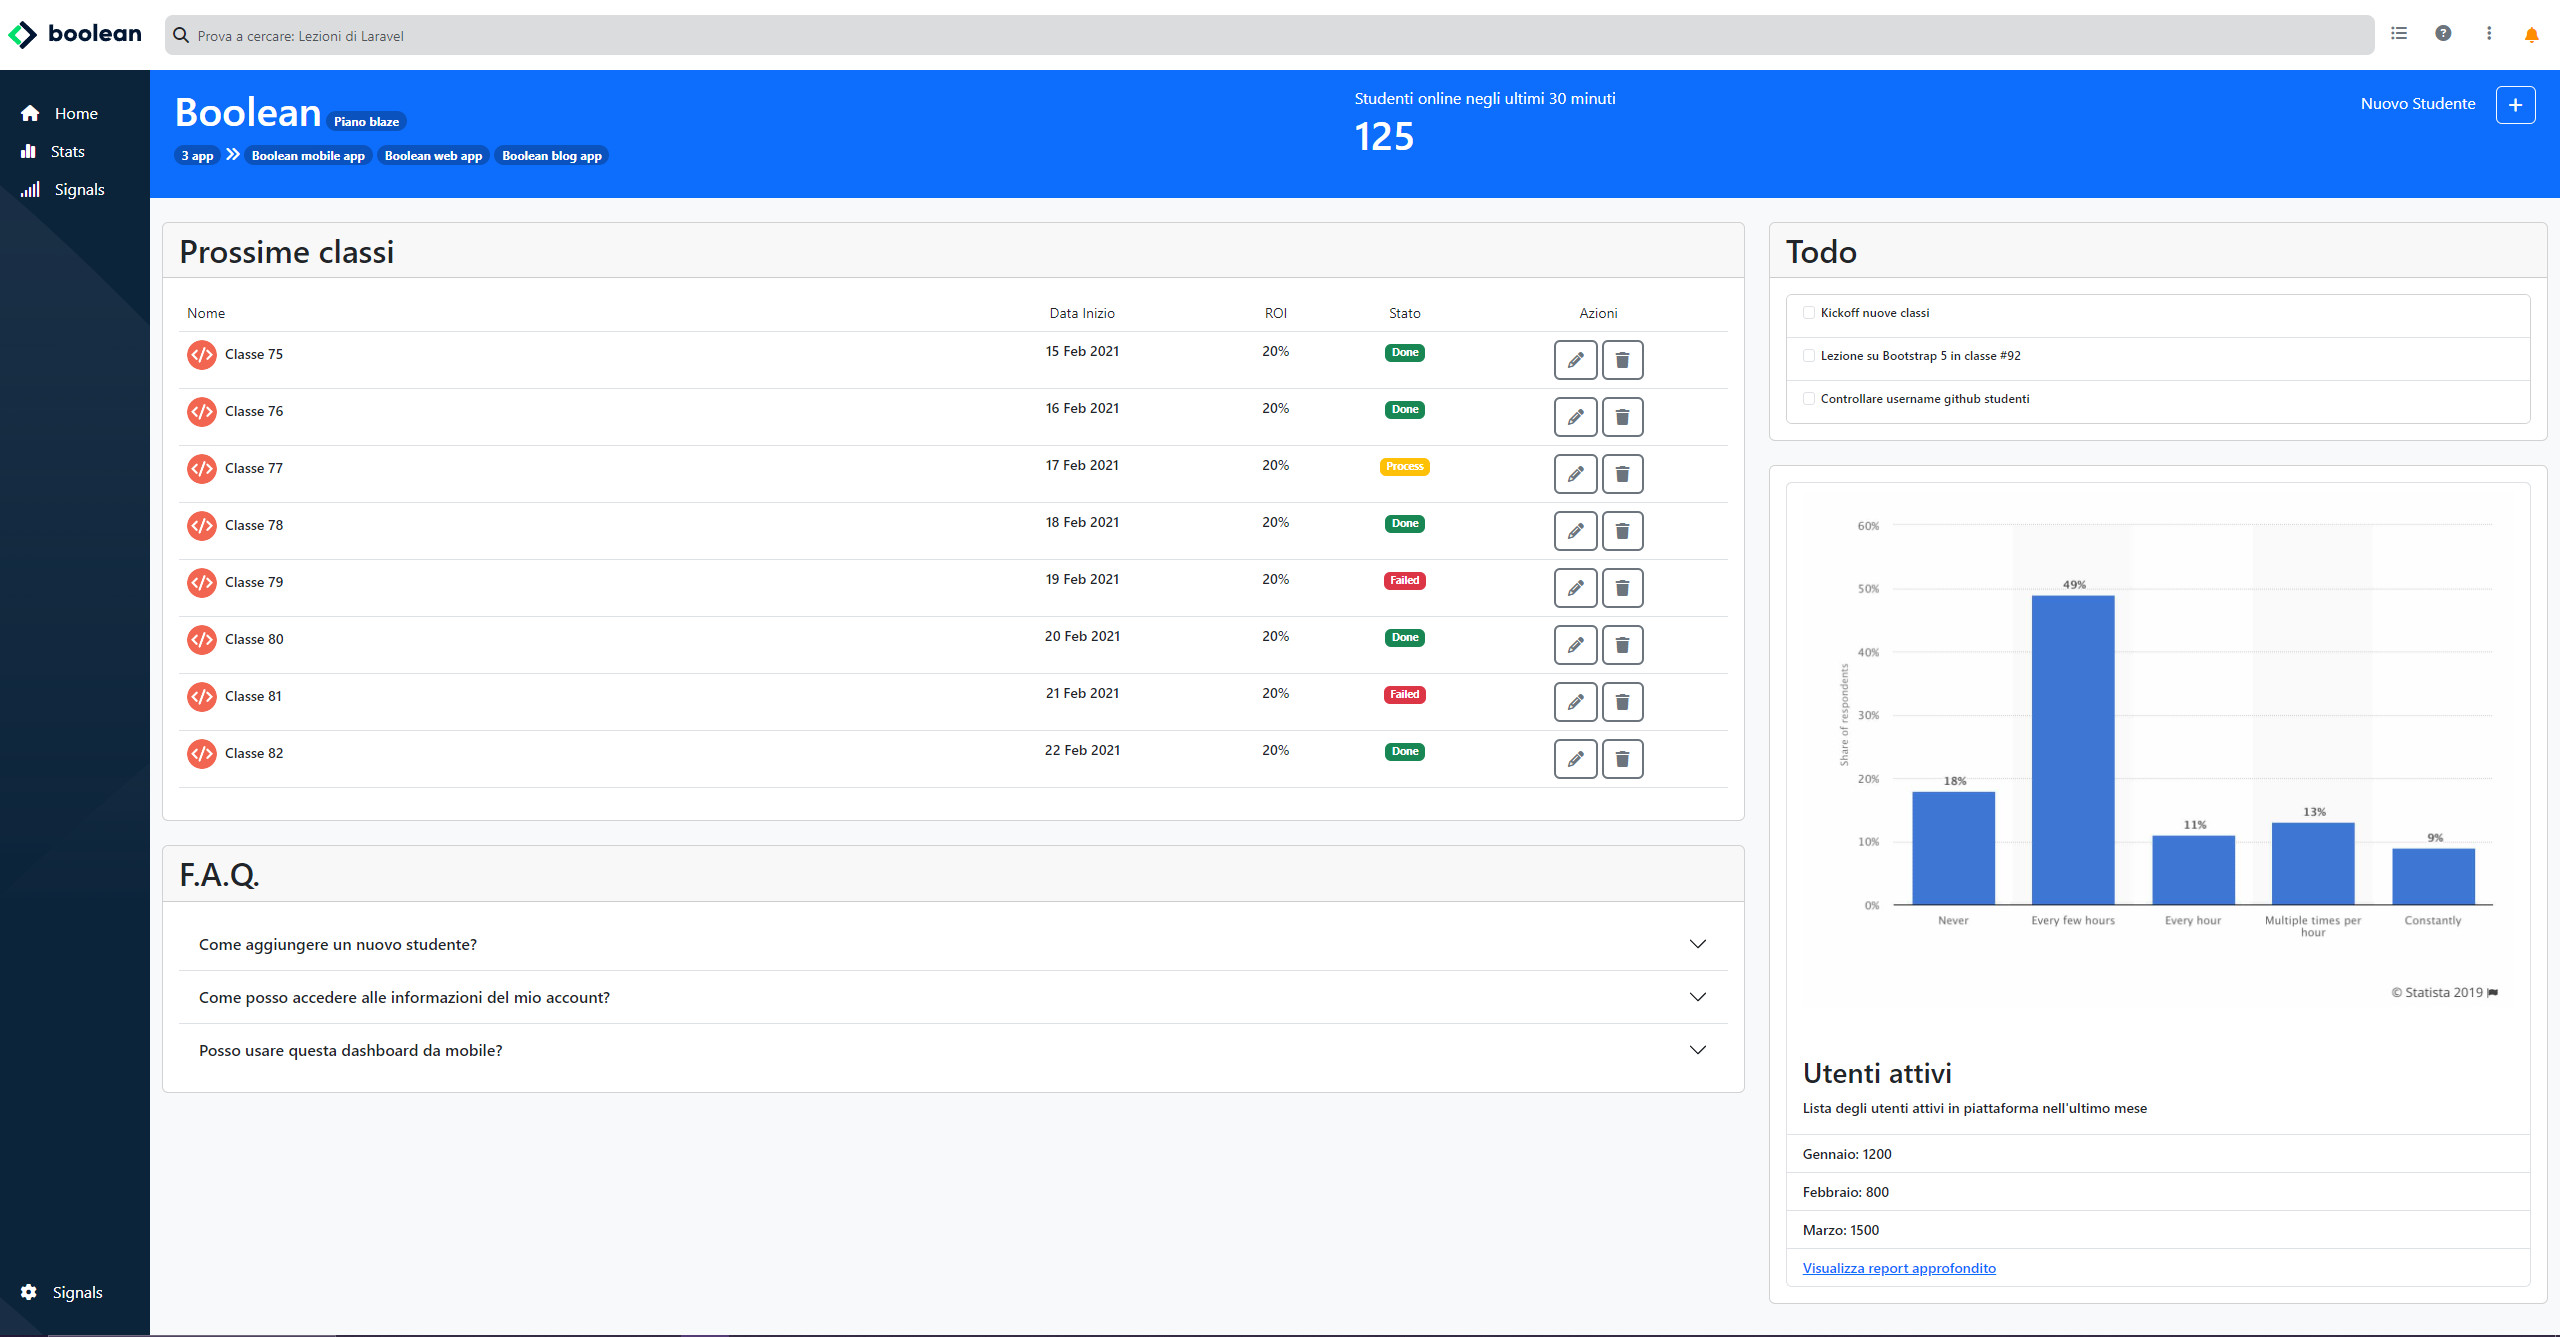 boolean
Prova a cercare: Lezioni di Laravel
Home
Stats
Signals
Signals
Boolean Piano blaze
3 app Boolean mobile app Boolean web app Boolean blog app
Studenti online negli ultimi 30 minuti
125
Nuovo Studente
Prossime classi
Nome Data Inizio ROI Stato Azioni
Classe 75 15 Feb 2021 20% Done
Classe 76 16 Feb 2021 20% Done
Classe 77 17 Feb 2021 20% Process
Classe 78 18 Feb 2021 20% Done
Classe 79 19 Feb 2021 20% Failed
Classe 80 20 Feb 2021 20% Done
Classe 81 21 Feb 2021 20% Failed
Classe 82 22 Feb 2021 20% Done
F.A.Q.
Come aggiungere un nuovo studente?
Come posso accedere alle informazioni del mio account?
Posso usare questa dashboard da mobile?
Todo
Kickoff nuove classi
Lezione su Bootstrap 5 in classe #92
Controllare username github studenti
Share of respondents
60%
50%
40%
30%
20%
10%
0%
18%
49%
11%
13%
9%
Never
Every few hours
Every hour
Multiple times per
hour
Constantly
© Statista 2019
Utenti attivi
Lista degli utenti attivi in piattaforma nell'ultimo mese
Gennaio: 1200
Febbraio: 800
Marzo: 1500
Visualizza report approfondito